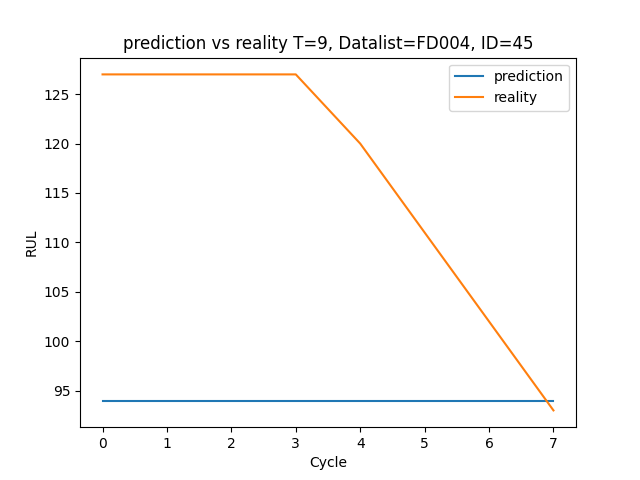 prediction vs reality T=9, Datalist=FD004, ID=45
prediction
reality
RUL
125
120
115
110
105
100
95
0 1 2 3 4 5 6 7
Cycle